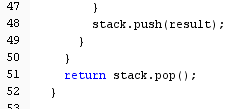 47 }
48 stack.push(result);
49 }
50 }
51 return stack.pop();
52 }